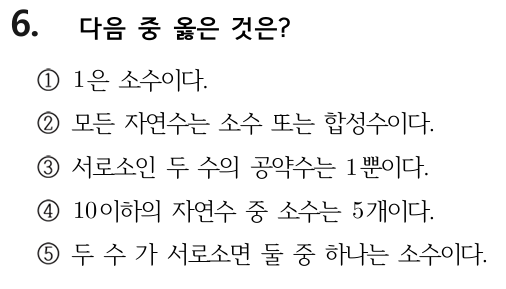 6. 다음 중 옳은 것은?
① 1은 소수이다.
② 모든 자연수는 소수 또는 합성수이다.
③ 서로소인 두 수의 공약수는 1뿐이다.
④ 10이하의 자연수 중 소수는 5개이다.
⑤ 두 수 가 서로소면 둘 중 하나는 소수이다.